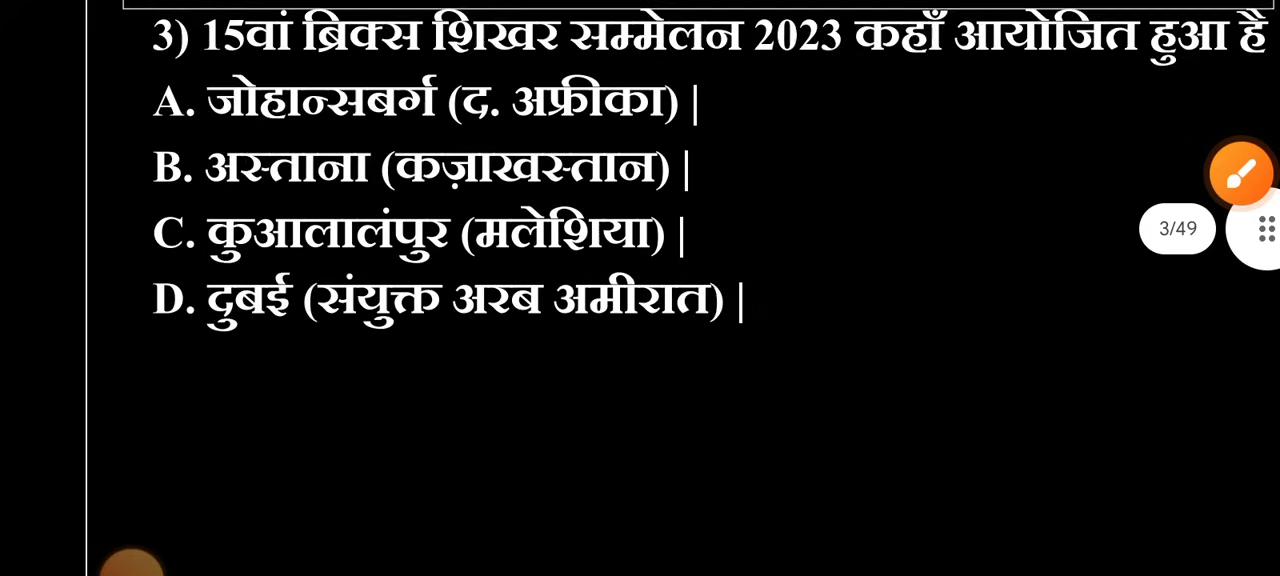 3) 15वां ब्रिक्स शिखर सम्मेलन 2023 कहाँ आयोजित हुआ है
A. जोहान्सबर्ग (द. अफ्रीका) |
B. अस्ताना (कज़ाखस्तान) |
3/49
C. कुआलालंपुर (मलेशिया) |
D. दुबई (संयुक्त अरब अमीरात) |